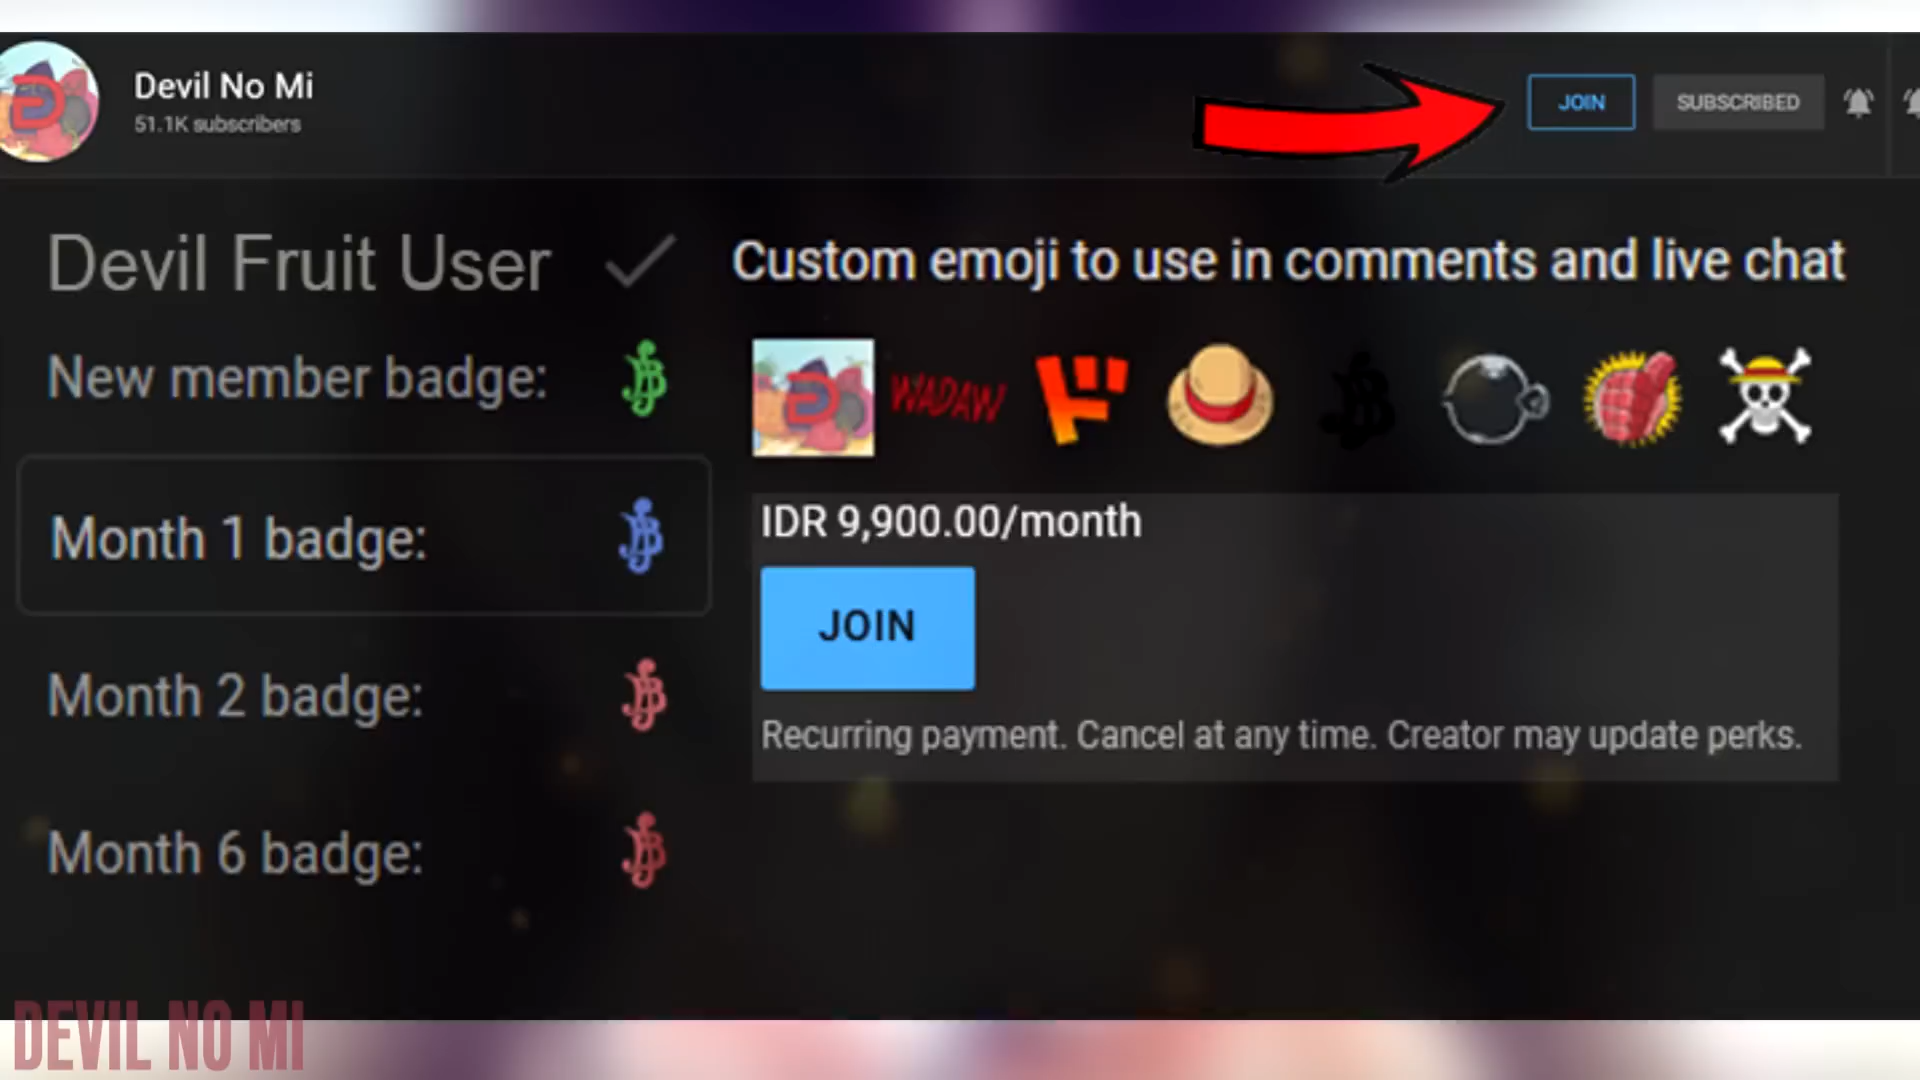 Devil No Mi
51.1K subscribers
JOIN
SUBSCRIBED
Devil Fruit User
New member badge:
Month 1 badge:
Month 2 badge:
Month 6 badge:
Custom emoji to use in comments and live chat
WADAW
ド
IDR 9,900.00/month
JOIN
Recurring payment. Cancel at any time. Creator may update perks.
DEVIL NO MI